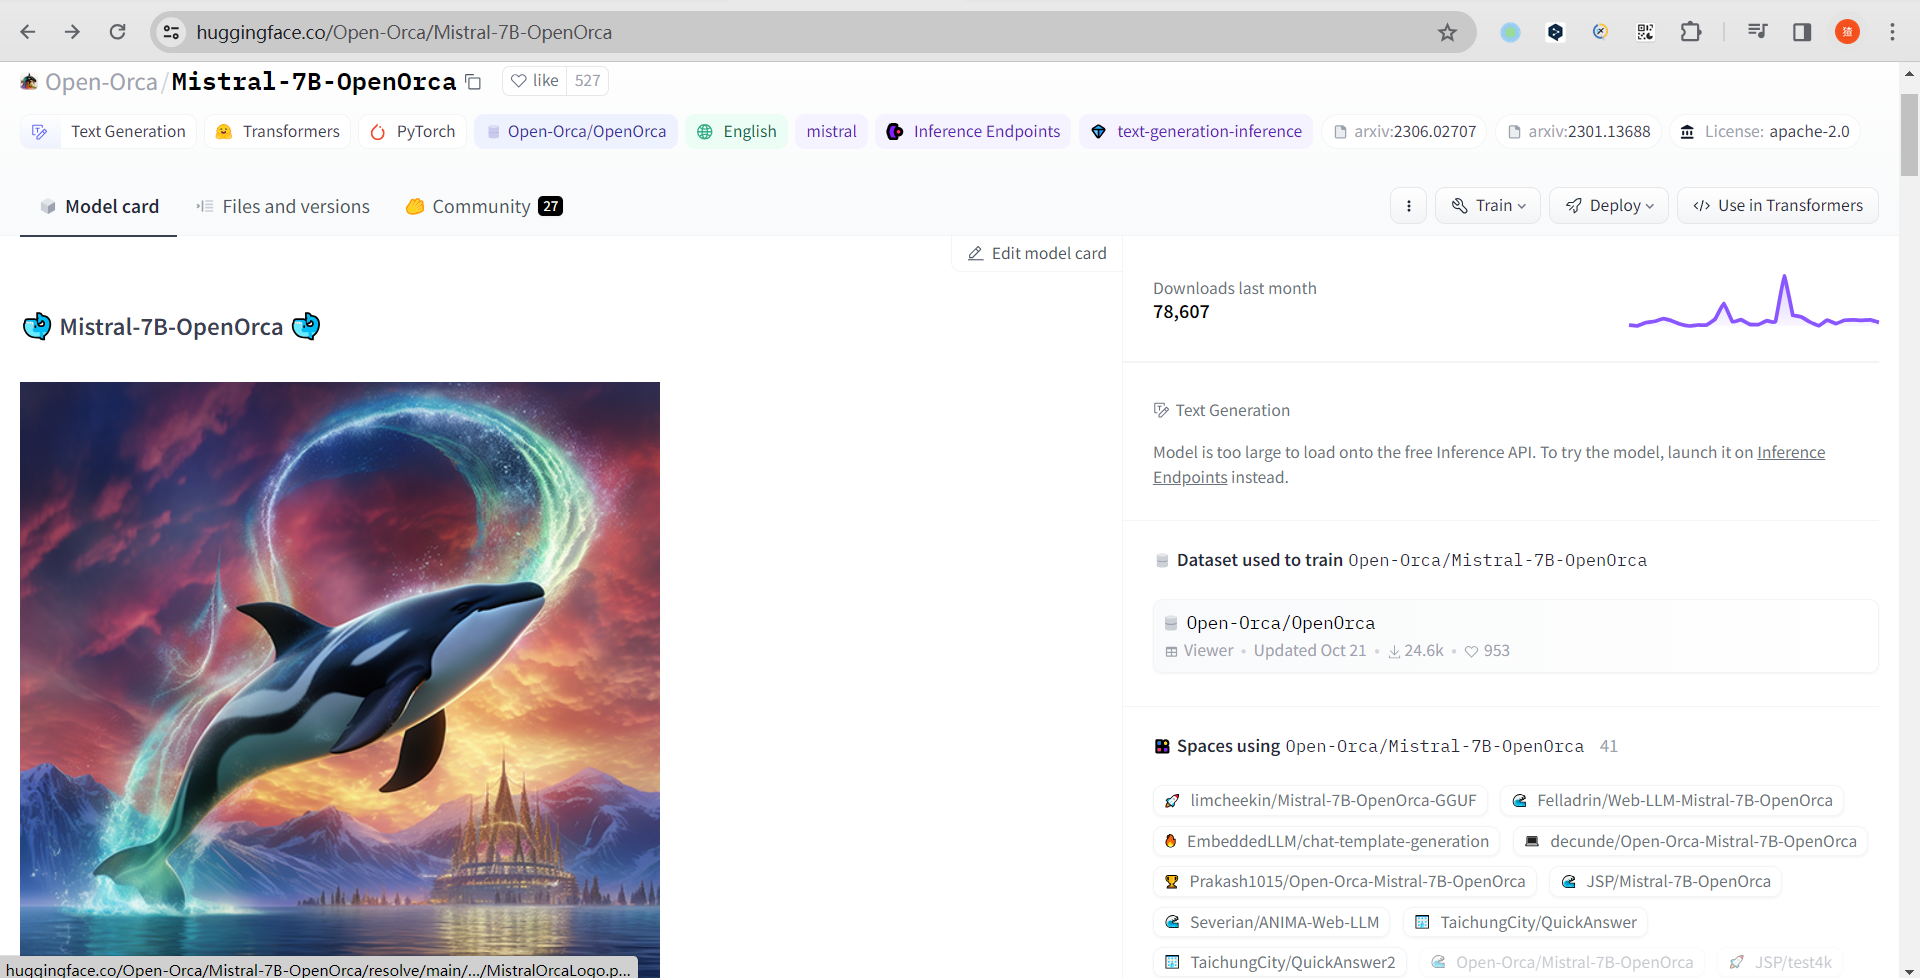 huggingface.co/Open-Orca/Mistral-7B-OpenOrca
猹
Open-Orca/Mistral-7B-OpenOrca like 527
Text Generation Transformers PyTorch Open-Orca/OpenOrca English mistral Inference Endpoints text-generation-inference arxiv:2306.02707 arxiv:2301.13688 License: apache-2.0
Model card Files and versions Community 27 Train Deploy Use in Transformers
Edit model card
Mistral-7B-OpenOrca
Downloads last month
78,607
Text Generation
Model is too large to load onto the free Inference API. To try the model, launch it on Inference
Endpoints instead.
Dataset used to train Open-Orca/Mistral-7B-OpenOrca
Open-Orca/OpenOrca
Viewer • Updated Oct 21 • 24.6k • 953
Spaces using Open-Orca/Mistral-7B-OpenOrca 41
limcheekin/Mistral-7B-OpenOrca-GGUF Felladrin/Web-LLM-Mistral-7B-OpenOrca
EmbeddedLLM/chat-template-generation decunde/Open-Orca-Mistral-7B-OpenOrca
Prakash1015/Open-Orca-Mistral-7B-OpenOrca JSP/Mistral-7B-OpenOrca
Severian/ANIMA-Web-LLM TaichungCity/QuickAnswer
TaichungCity/QuickAnswer2 Open-Orca/Mistral-7B-OpenOrca JSP/test4k
huggingface.co/Open-Orca/Mistral-7B-OpenOrca/resolve/main/.../MistralOrcaLogo.p...